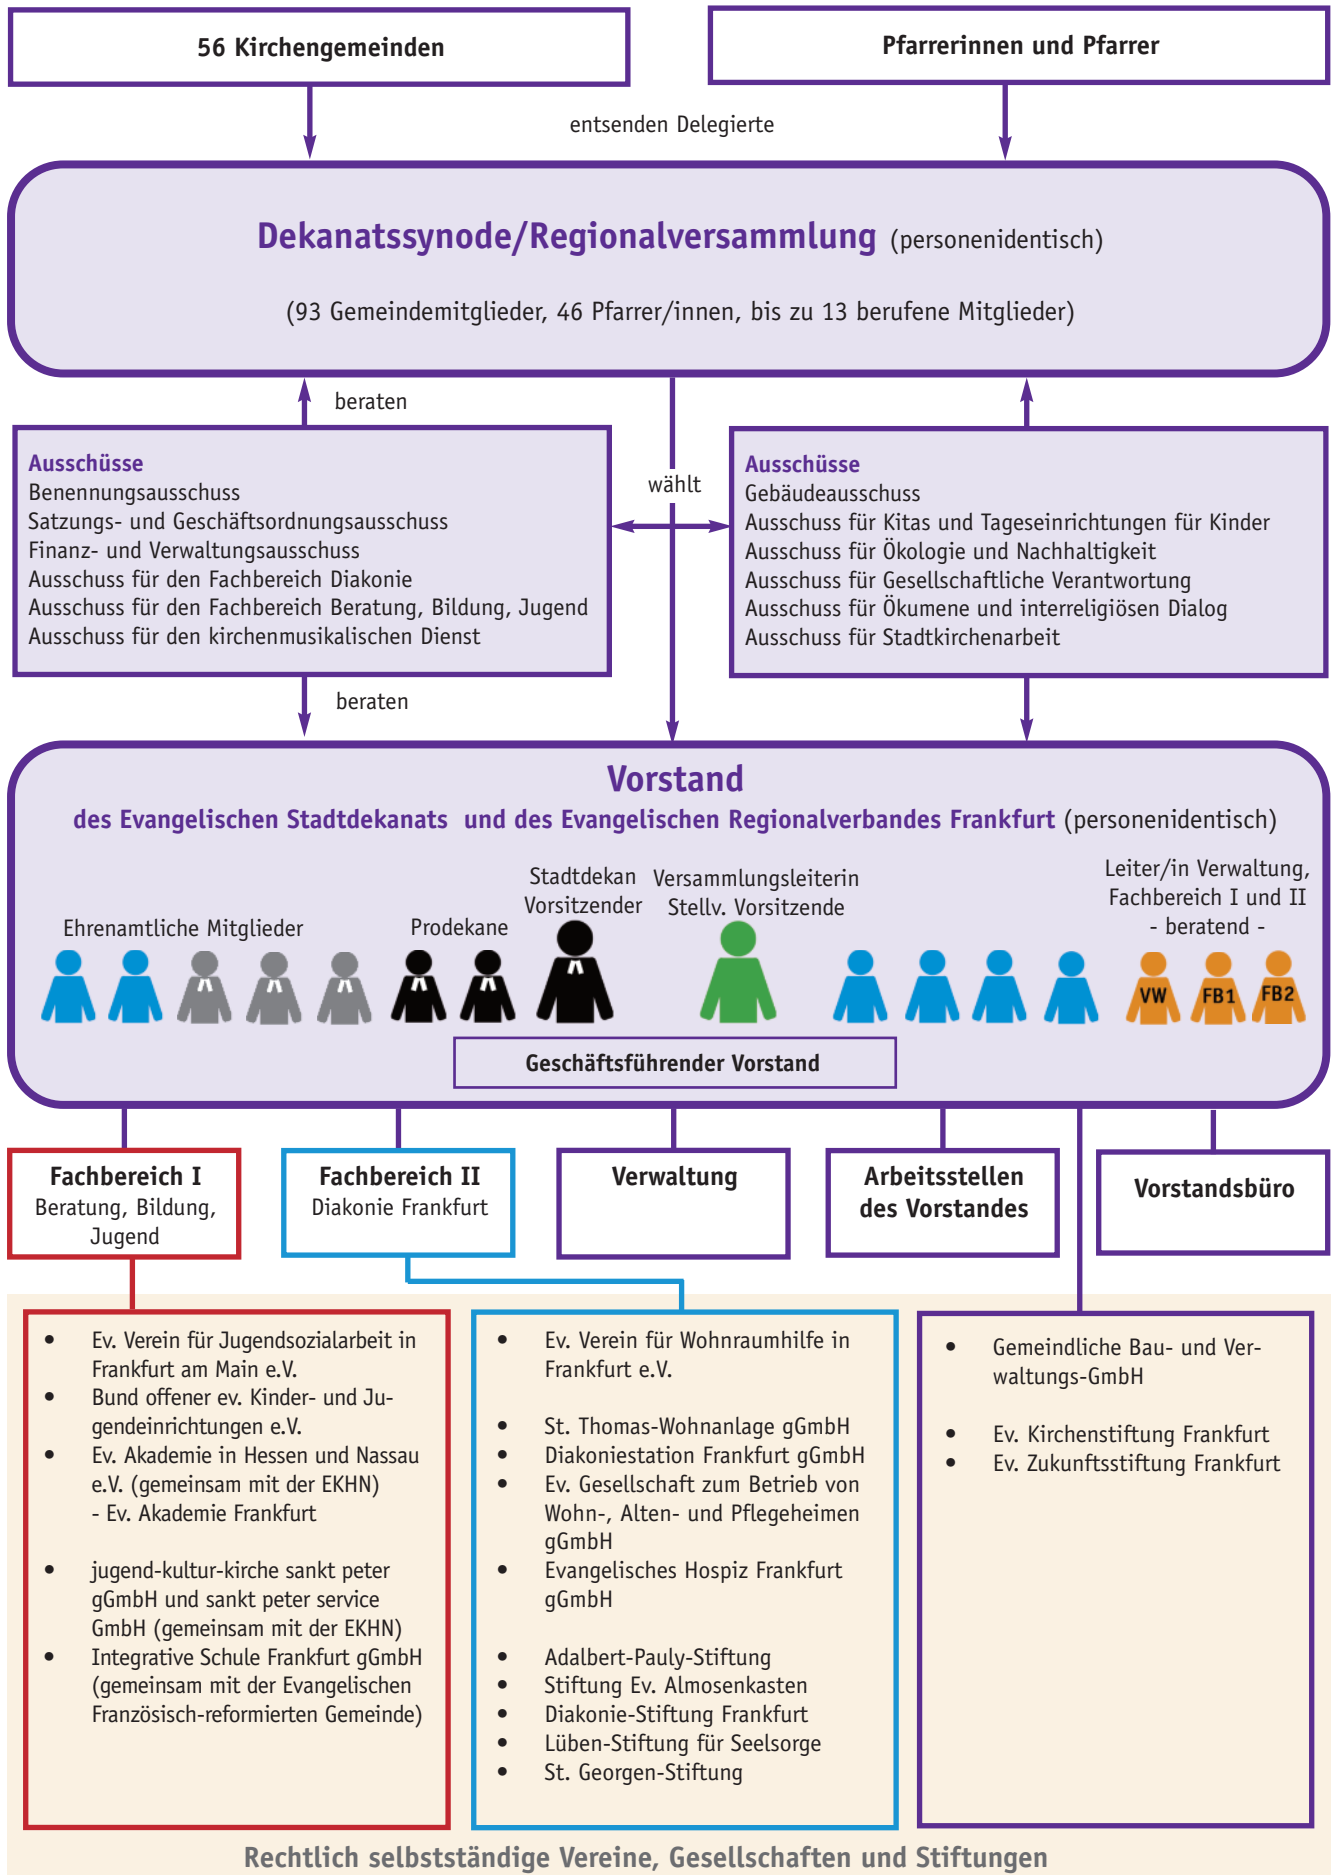 56 Kirchengemeinden
Pfarrerinnen und Pfarrer
entsenden Delegierte
Dekanatssynode/Regionalversammlung (personenidentisch)
(93 Gemeindemitglieder, 46 Pfarrer/innen, bis zu 13 berufene Mitglieder)
beraten
Ausschüsse
Benennungsausschuss
Satzungs- und Geschäftsordnungsausschuss
Finanz- und Verwaltungsausschuss
Ausschuss für den Fachbereich Diakonie
Ausschuss für den Fachbereich Beratung, Bildung, Jugend
Ausschuss für den kirchenmusikalischen Dienst
wählt
Ausschüsse
Gebäudeausschuss
Ausschuss für Kitas und Tageseinrichtungen für Kinder
Ausschuss für Ökologie und Nachhaltigkeit
Ausschuss für Gesellschaftliche Verantwortung
Ausschuss für Ökumene und interreligiösen Dialog
Ausschuss für Stadtkirchenarbeit
beraten
Vorstand
des Evangelischen Stadtdekanats und des Evangelischen Regionalverbandes Frankfurt (personenidentisch)
Ehrenamtliche Mitglieder
Prodekane
Stadtdekan
Vorsitzender
Versammlungsleiterin
Stellv. Vorsitzende
Leiter/in Verwaltung,
Fachbereich I und II
- beratend -
VW
FB1
FB2
Geschäftsführender Vorstand
Fachbereich I
Beratung, Bildung,
Jugend
Fachbereich II
Diakonie Frankfurt
Verwaltung
Arbeitsstellen
des Vorstandes
Vorstandsbüro
• Ev. Verein für Jugendsozialarbeit in
Frankfurt am Main e.V.
• Bund offener ev. Kinder- und Ju-
gendeinrichtungen e.V.
• Ev. Akademie in Hessen und Nassau
e.V. (gemeinsam mit der EKHN)
- Ev. Akademie Frankfurt
• jugend-kultur-kirche sankt peter
gGmbH und sankt peter service
GmbH (gemeinsam mit der EKHN)
• Integrative Schule Frankfurt gGmbH
(gemeinsam mit der Evangelischen
Französisch-reformierten Gemeinde)
• Ev. Verein für Wohnraumhilfe in
Frankfurt e.V.
• St. Thomas-Wohnanlage gGmbH
• Diakoniestation Frankfurt gGmbH
• Ev. Gesellschaft zum Betrieb von
Wohn-, Alten- und Pflegeheimen
gGmbH
• Evangelisches Hospiz Frankfurt
gGmbH
• Adalbert-Pauly-Stiftung
• Stiftung Ev. Almosenkasten
• Diakonie-Stiftung Frankfurt
• Lüben-Stiftung für Seelsorge
• St. Georgen-Stiftung
• Gemeindliche Bau- und Ver-
waltungs-GmbH
• Ev. Kirchenstiftung Frankfurt
• Ev. Zukunftsstiftung Frankfurt
Rechtlich selbstständige Vereine, Gesellschaften und Stiftungen